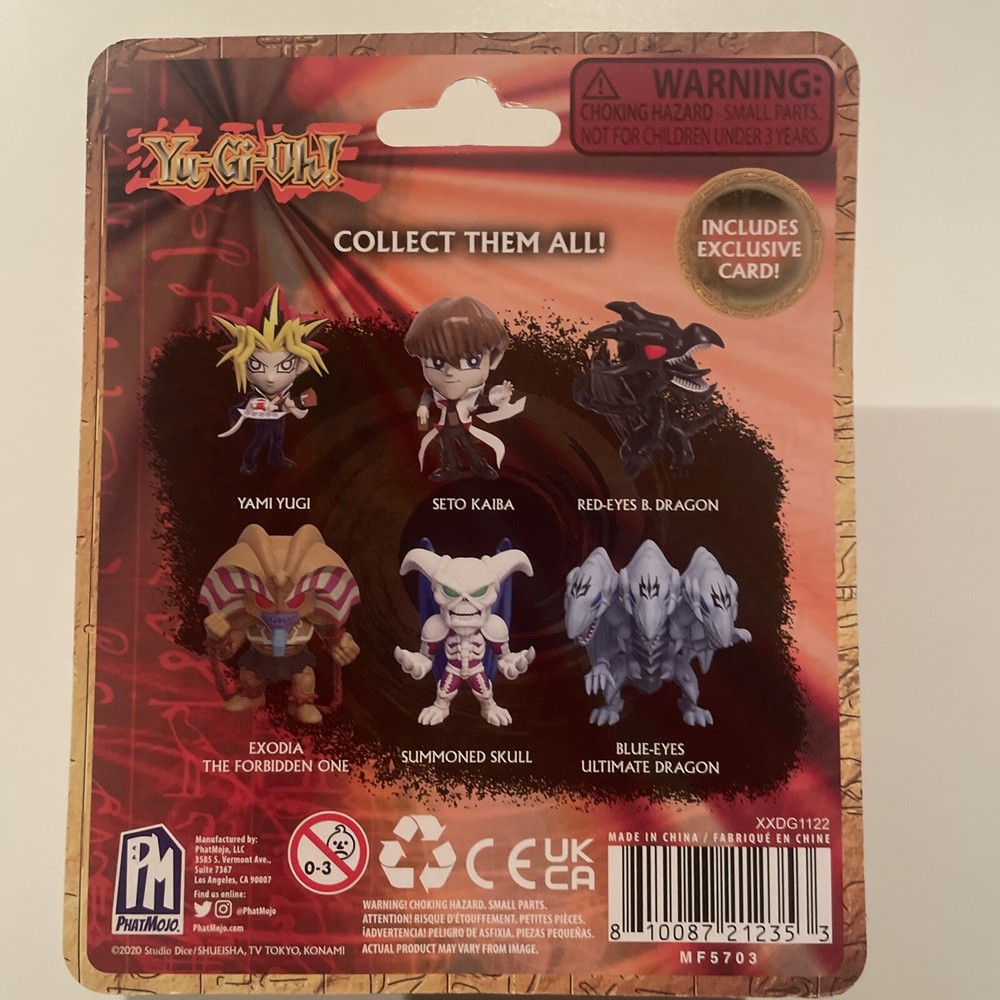 WARNING:
CHOKING HAZARD - SMALL PARTS.
NOT FOR CHILDREN UNDER 3 YEARS.
Yu-Gi-Oh!
COLLECT THEM ALL!
INCLUDES
EXCLUSIVE
CARD!
YAMI YUGI
SETO KAIBA
RED-EYES B. DRAGON
EXODIA
THE FORBIDDEN ONE
SUMMONED SKULL
BLUE-EYES
ULTIMATE DRAGON
PM
PHATMOJO.
Manufactured by:
PhatMojo, LLC
3585 S. Vermont Ave.,
Suite 7367
Los Angeles, CA 90007
Find us online:
@PhatMojo
PhatMojo.com
©2020 Studio Dice/SHUEISHA, TV TOKYO, KONAMI
0-3
CE
UK
CA
WARNING! CHOKING HAZARD. SMALL PARTS.
ATTENTION! RISQUE D'ÉTOUFFEMENT. PETITES PIÈCES.
¡ADVERTENCIA! PELIGRO DE ASFIXIA. PIEZAS PEQUEÑAS.
ACTUAL PRODUCT MAY VARY FROM IMAGE.
XXDG1122
MADE IN CHINA / FABRIQUÉ EN CHINE
8 10087 21235 3
MF5703